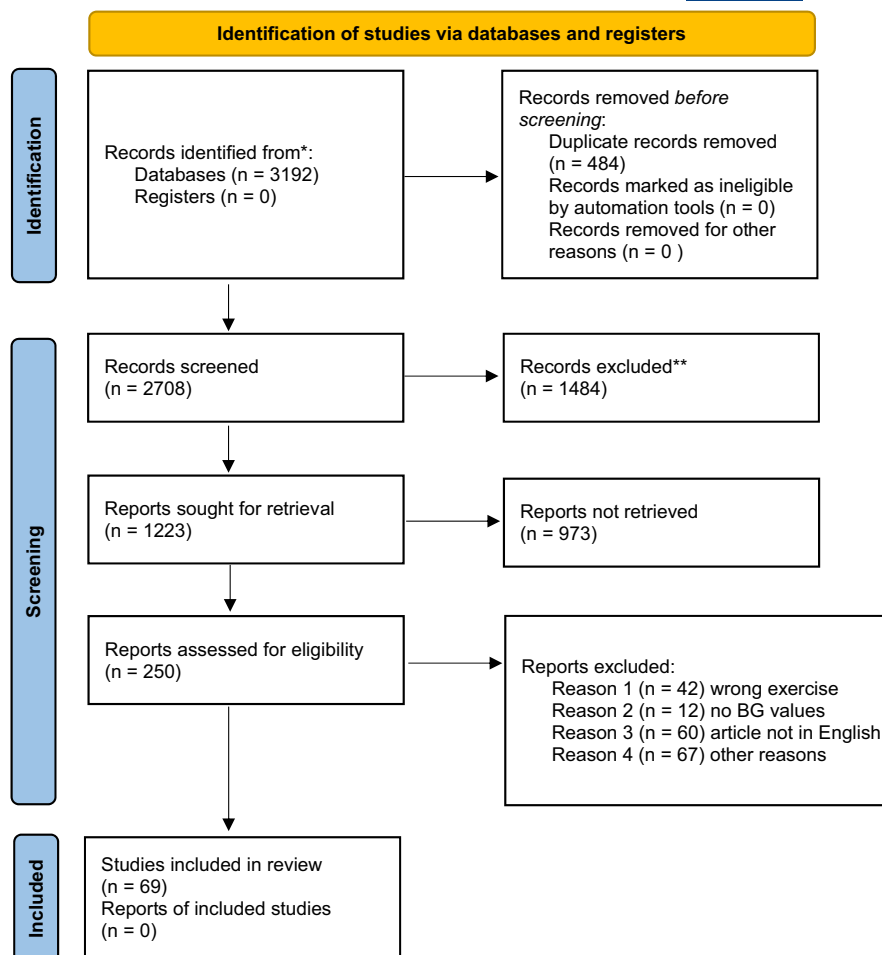 Identification of studies via databases and registers
Identification
Records identified from*:
Databases (n = 3192)
Registers (n = 0)
Records removed before
screening:
Duplicate records removed
(n = 484)
Records marked as ineligible
by automation tools (n = 0)
Records removed for other
reasons (n = 0 )
Screening
Records screened
(n = 2708)
Records excluded**
(n = 1484)
Reports sought for retrieval
(n = 1223)
Reports not retrieved
(n = 973)
Reports assessed for eligibility
(n = 250)
Reports excluded:
Reason 1 (n = 42) wrong exercise
Reason 2 (n = 12) no BG values
Reason 3 (n = 60) article not in English
Reason 4 (n = 67) other reasons
Included
Studies included in review
(n = 69)
Reports of included studies
(n = 0)